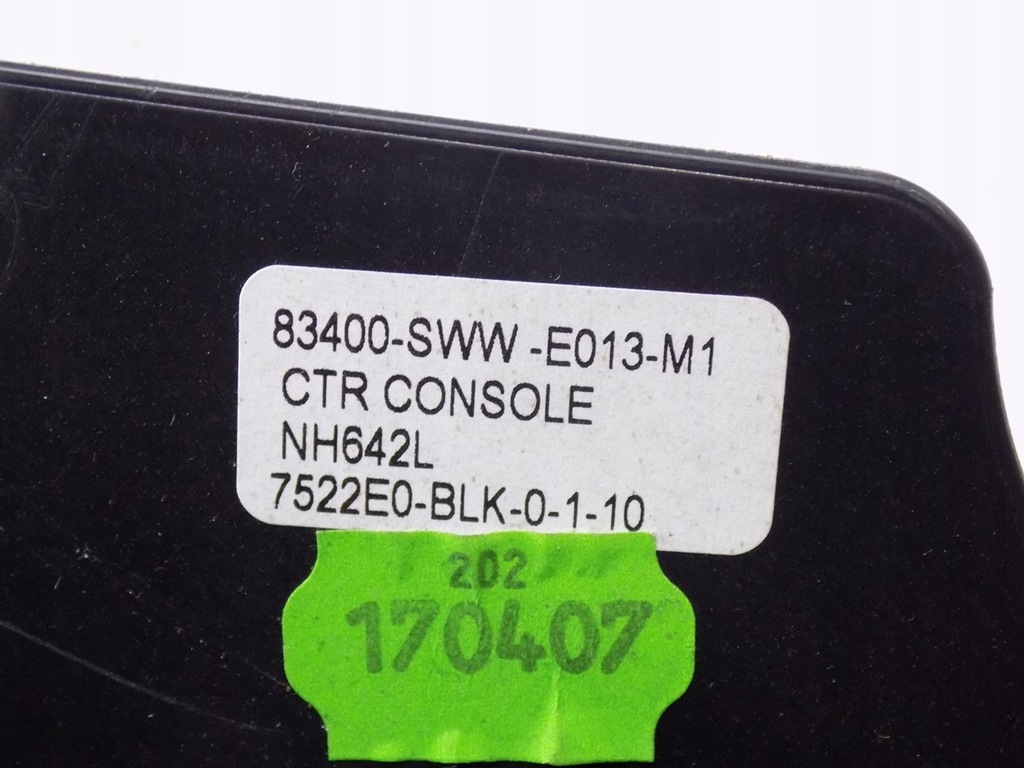 83400-SWW -E013-M1
CTR CONSOLE
NH642L
7522E0-BLK-0-1-10
202
170407